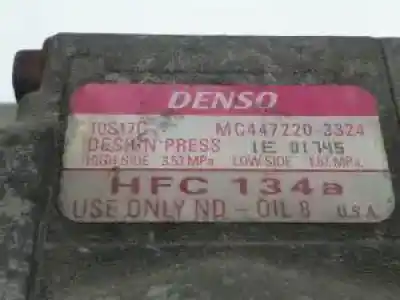 DENSO
10S17C MC447220-3324
DESIGN PRESS 1E 01745
HIGH SIDE 3.53 MPa LOW SIDE 1.67 MPa
HFC 134a
USE ONLY ND-OIL 8 U.S.A.